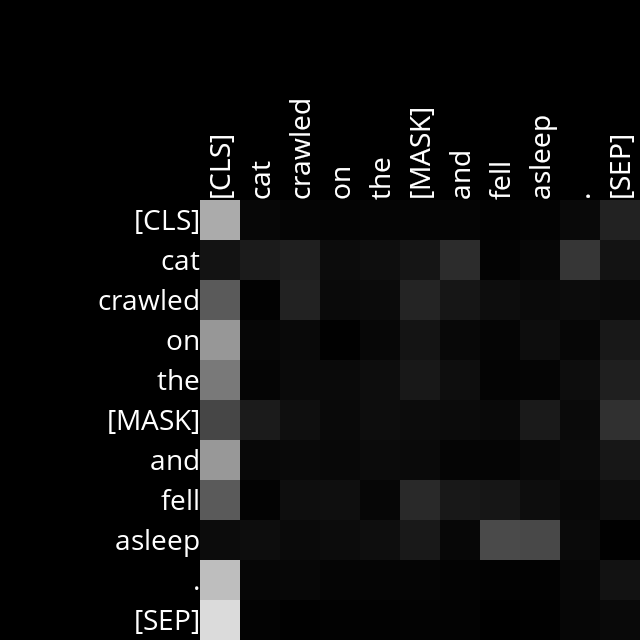 [CLS] cat crawled on the [MASK] and fell asleep . [SEP]
[CLS]
cat
crawled
on
the
[MASK]
and
fell
asleep
.
[SEP]